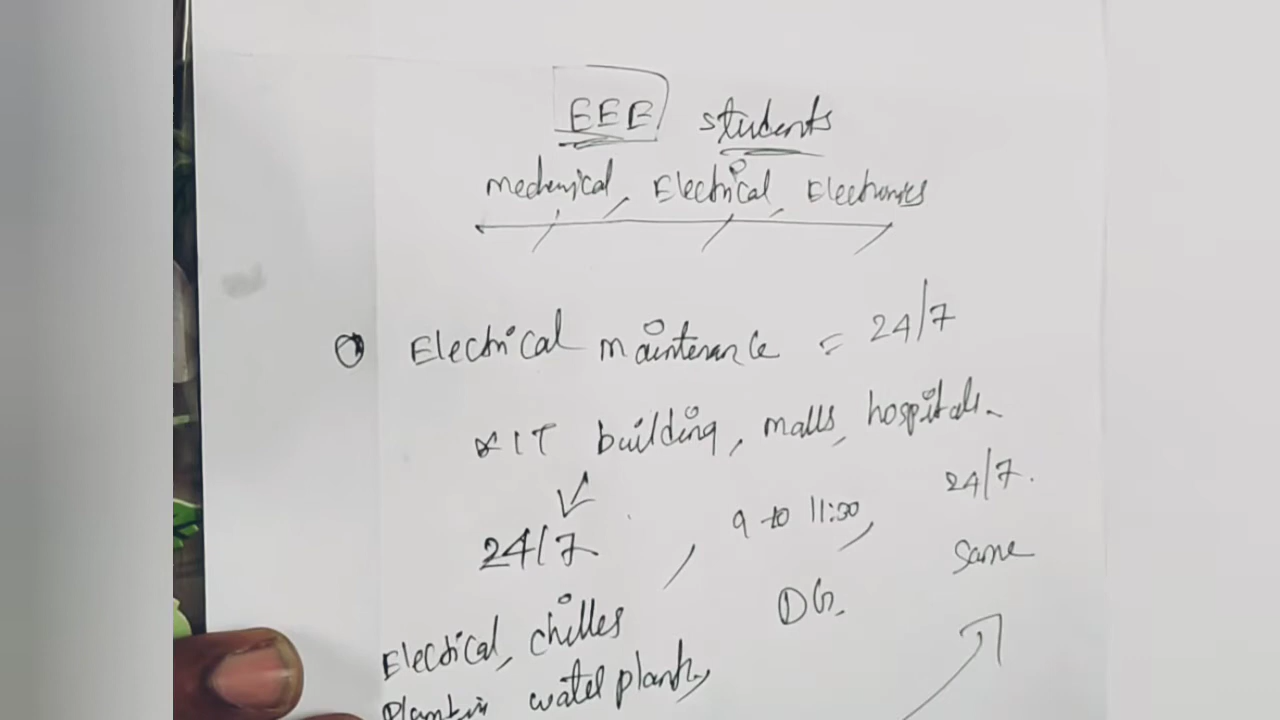 EEE students
mechanical, Electrical, Electronics
Electrical maintenance = 24/7
* IT building, malls, hospitals.
24/7, 9 to 11:30, 24/7.
DG. same
Electrical, chilles
water plants,